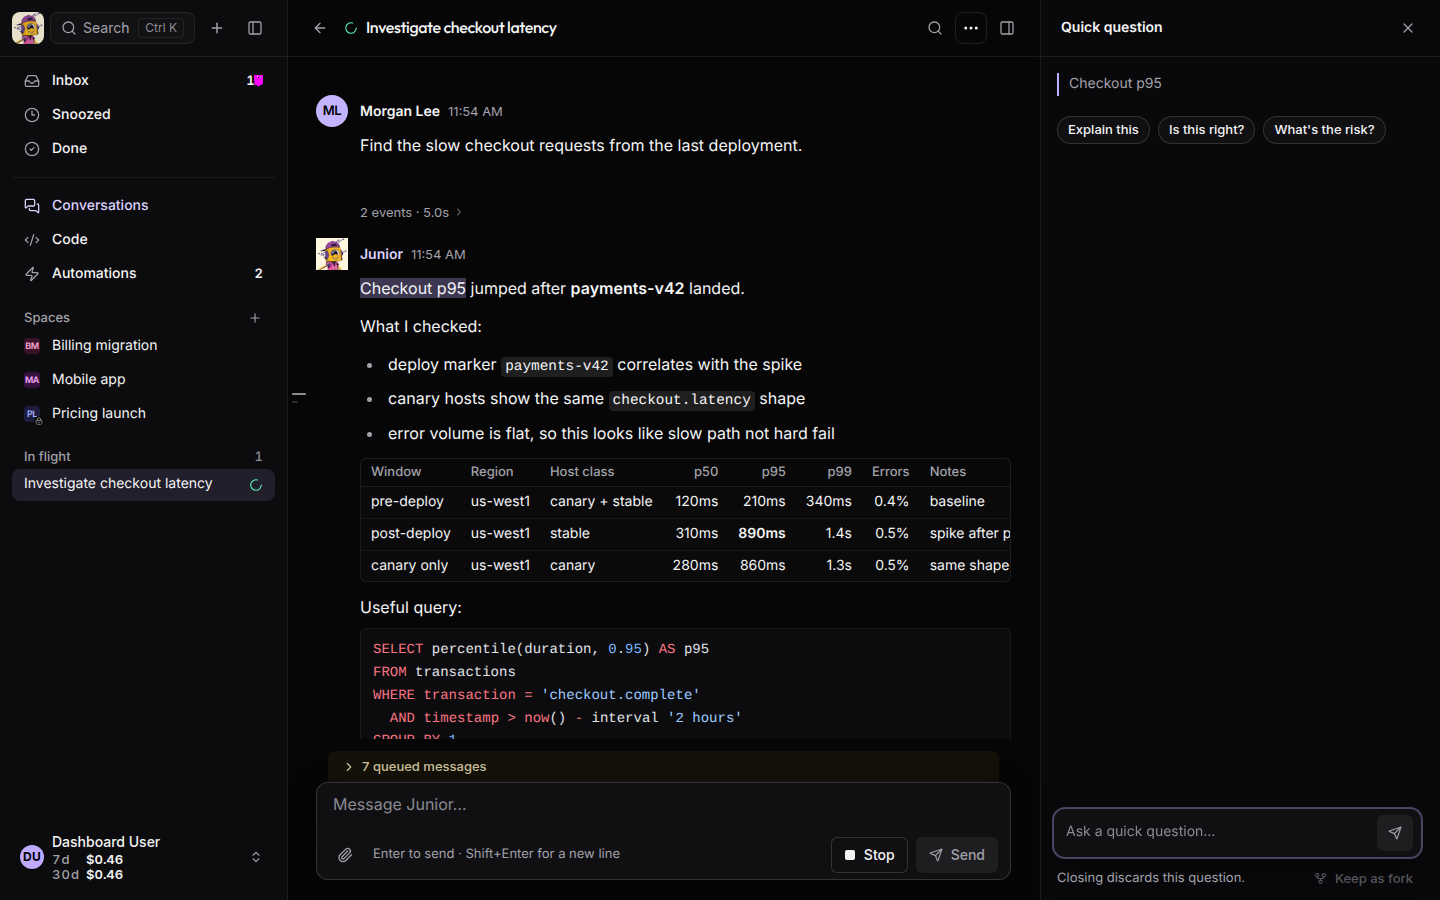 Search Ctrl K
Inbox
Snoozed
Done
Conversations
Code
Automations 2
Spaces
BM Billing migration
MA Mobile app
PL Pricing launch
In flight 1
Investigate checkout latency
DU Dashboard User
7d $0.46
30d $0.46
Investigate checkout latency
ML Morgan Lee 11:54 AM
Find the slow checkout requests from the last deployment.
2 events · 5.0s
Junior 11:54 AM
Checkout p95 jumped after payments-v42 landed.
What I checked:
deploy marker payments-v42 correlates with the spike
canary hosts show the same checkout.latency shape
error volume is flat, so this looks like slow path not hard fail
Window Region Host class p50 p95 p99 Errors Notes
pre-deploy us-west1 canary + stable 120ms 210ms 340ms 0.4% baseline
post-deploy us-west1 stable 310ms 890ms 1.4s 0.5% spike after p
canary only us-west1 canary 280ms 860ms 1.3s 0.5% same shape
Useful query:
SELECT percentile(duration, 0.95) AS p95
FROM transactions
WHERE transaction = 'checkout.complete'
AND timestamp > now() - interval '2 hours'
GROUP BY 1
7 queued messages
Message Junior...
Enter to send · Shift+Enter for a new line
Stop
Send
Quick question
Checkout p95
Explain this
Is this right?
What's the risk?
Ask a quick question...
Closing discards this question.
Keep as fork